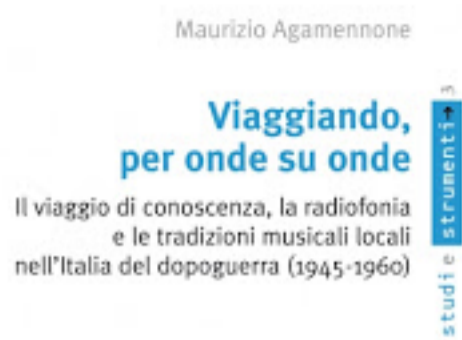 Maurizio Agamennone
Viaggiando,
per onde su onde
Il viaggio di conoscenza, la radiofonia
e le tradizioni musicali locali
nell'Italia del dopoguerra (1945-1960)
studi e strumenti→ 3